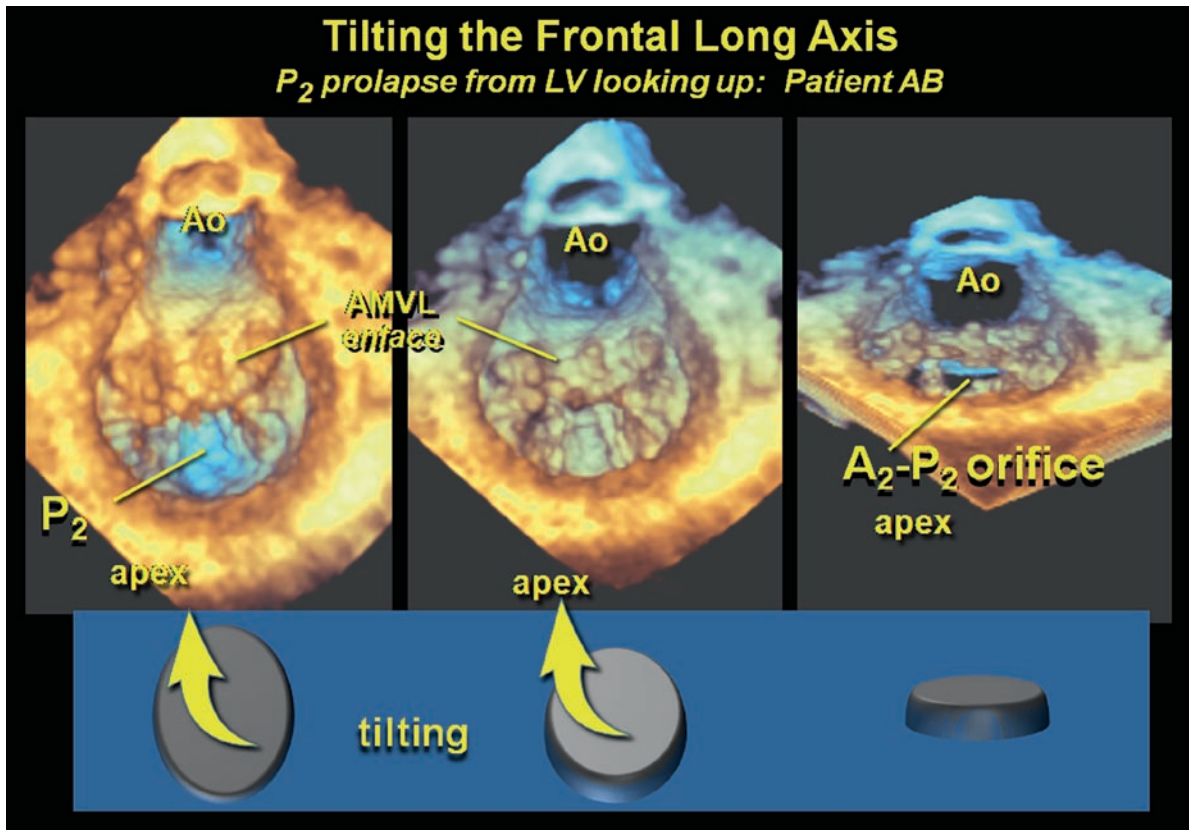 Tilting the Frontal Long Axis
P2 prolapse from LV looking up: Patient AB
Ao
Ao
Ao
AMVL
enface
P2
A2-P2 orifice
apex
apex
apex
tilting